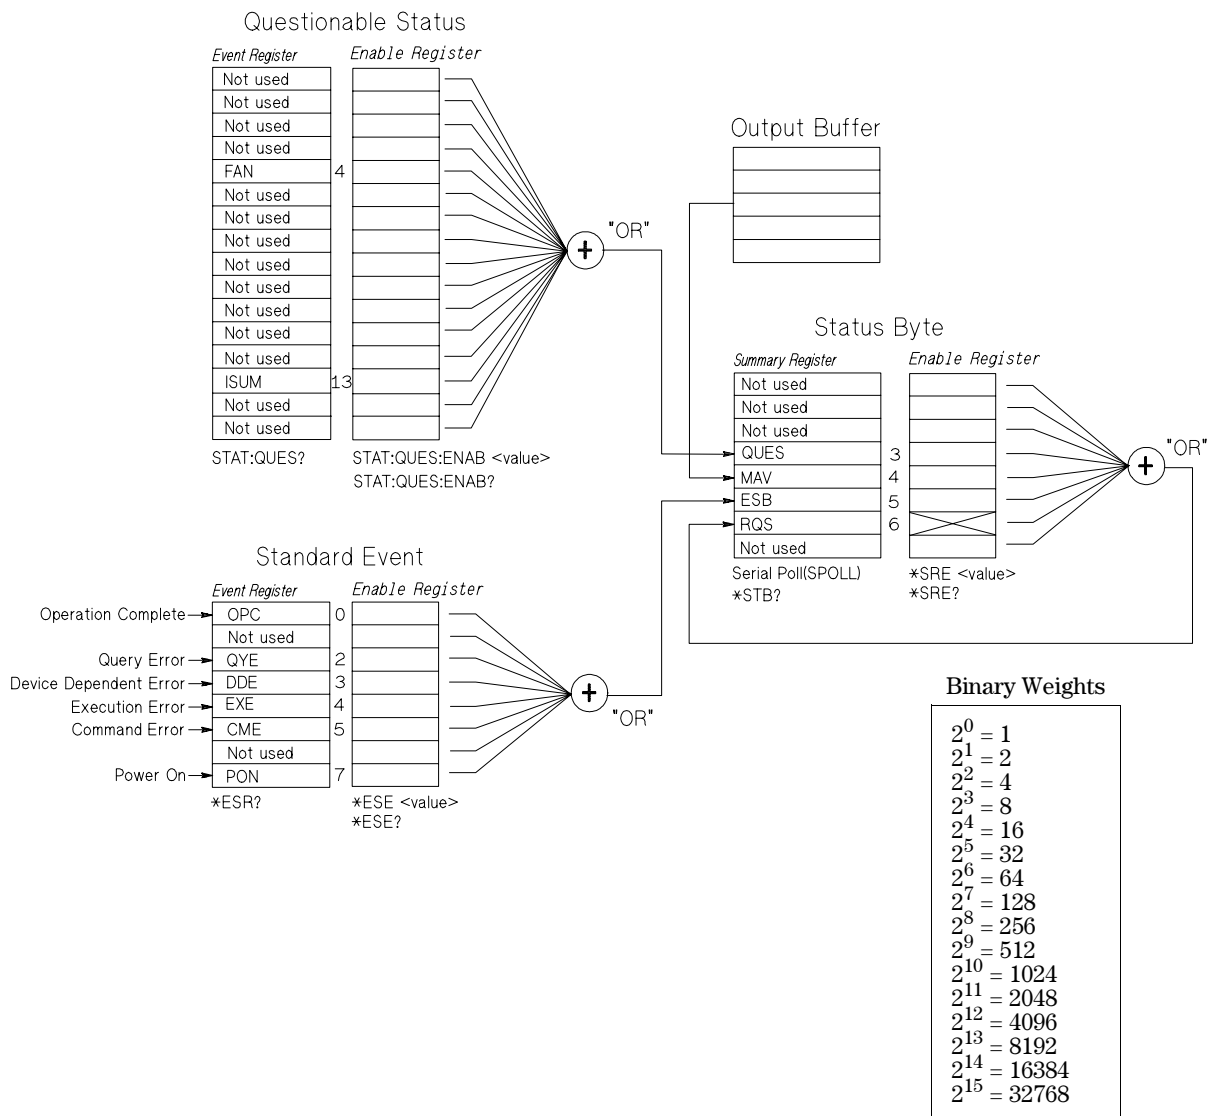 Questionable Status
Event Register
Enable Register
Not used
Not used
Not used
Not used
FAN 4
Not used
Not used
Not used
Not used
Not used
Not used
Not used
Not used
ISUM 13
Not used
Not used
STAT:QUES?
STAT:QUES:ENAB <value>
STAT:QUES:ENAB?
+
"OR"
Output Buffer
Status Byte
Summary Register
Enable Register
Not used
Not used
Not used
QUES 3
MAV 4
ESB 5
RQS 6
Not used
Serial Poll(SPOLL)
*STB?
*SRE <value>
*SRE?
+
"OR"
Standard Event
Event Register
Enable Register
Operation Complete OPC 0
Not used
Query Error QYE 2
Device Dependent Error DDE 3
Execution Error EXE 4
Command Error CME 5
Not used
Power On PON 7
*ESR?
*ESE <value>
*ESE?
+
"OR"
Binary Weights
2^0 = 1
2^1 = 2
2^2 = 4
2^3 = 8
2^4 = 16
2^5 = 32
2^6 = 64
2^7 = 128
2^8 = 256
2^9 = 512
2^10 = 1024
2^11 = 2048
2^12 = 4096
2^13 = 8192
2^14 = 16384
2^15 = 32768